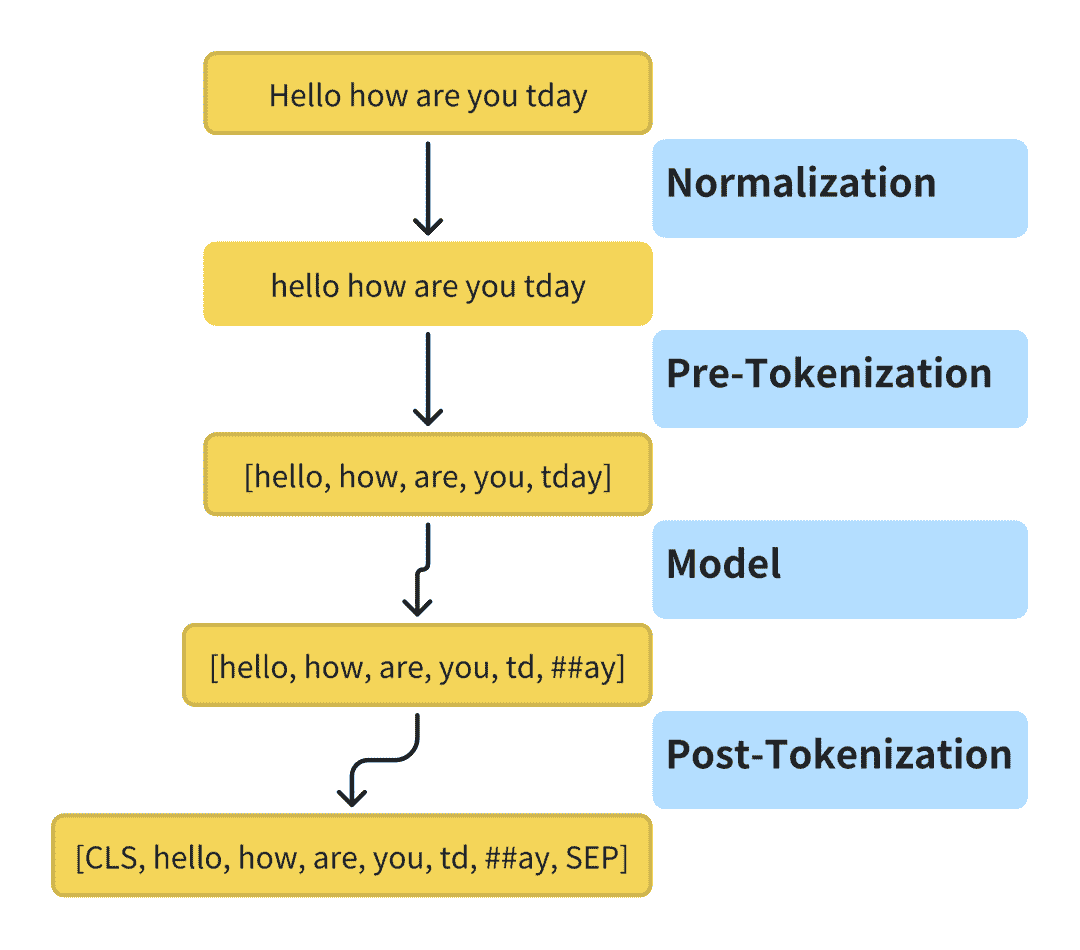 Hello how are you tday
Normalization
hello how are you tday
Pre-Tokenization
[hello, how, are, you, tday]
Model
[hello, how, are, you, td, ##ay]
Post-Tokenization
[CLS, hello, how, are, you, td, ##ay, SEP]